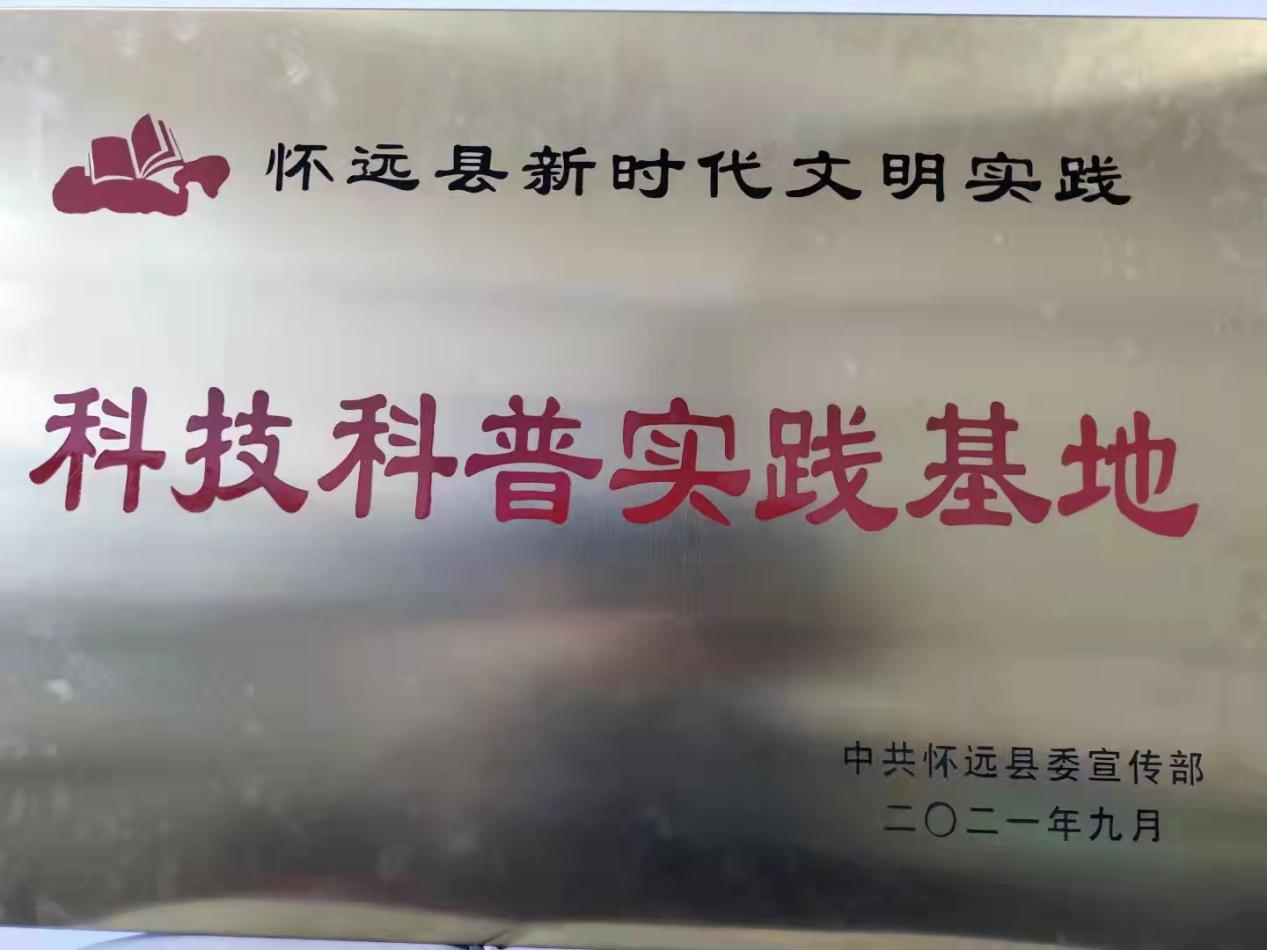 怀远县新时代文明实践
科技科普实践基地
中共怀远县委宣传部
二〇二一年九月